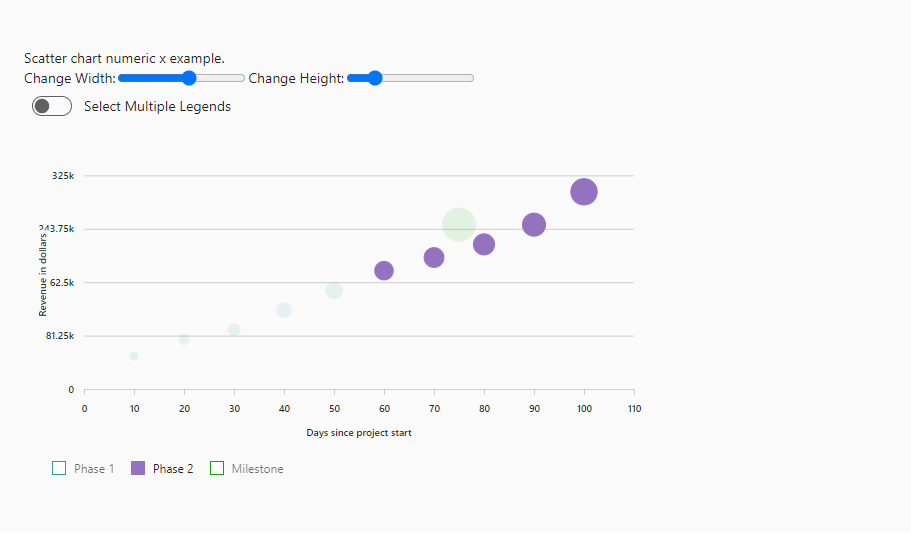 Scatter chart numeric x example.
Change Width: Change Height:
Select Multiple Legends
325k
243.75k
62.5k
81.25k
0
Revenue in dollars
0 10 20 30 40 50 60 70 80 90 100 110
Days since project start
Phase 1 Phase 2 Milestone